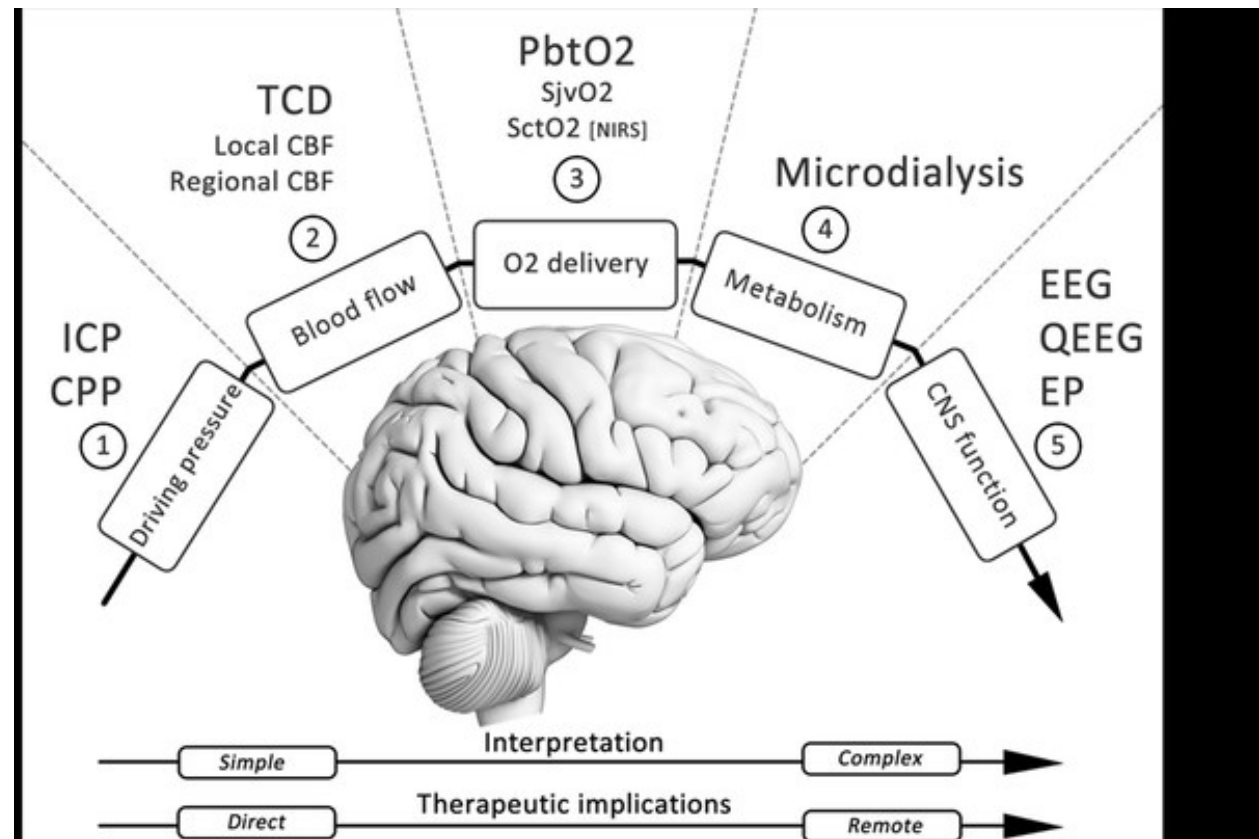 ICP
CPP
1
Driving pressure
TCD
Local CBF
Regional CBF
2
Blood flow
PbtO2
SjvO2
SctO2 [NIRS]
3
O2 delivery
Microdialysis
4
Metabolism
EEG
QEEG
EP
5
CNS function
Interpretation
Simple
Complex
Therapeutic implications
Direct
Remote